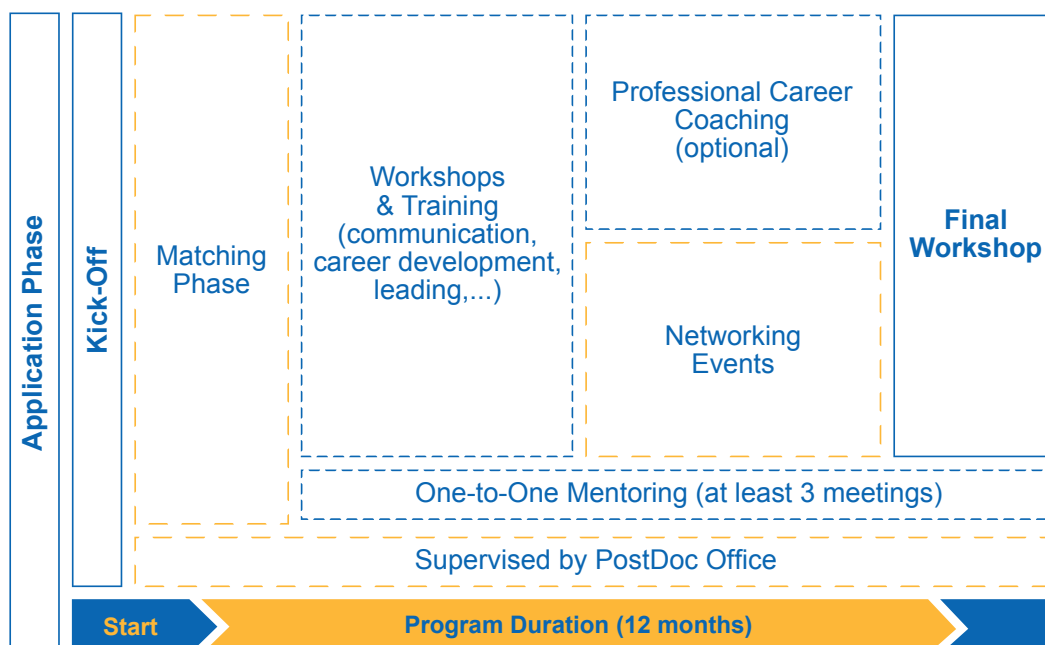 Application Phase
Kick-Off
Matching
Phase
Workshops
& Training
(communication,
career development,
leading,...)
Professional Career
Coaching
(optional)
Networking
Events
Final
Workshop
One-to-One Mentoring (at least 3 meetings)
Supervised by PostDoc Office
Start
Program Duration (12 months)